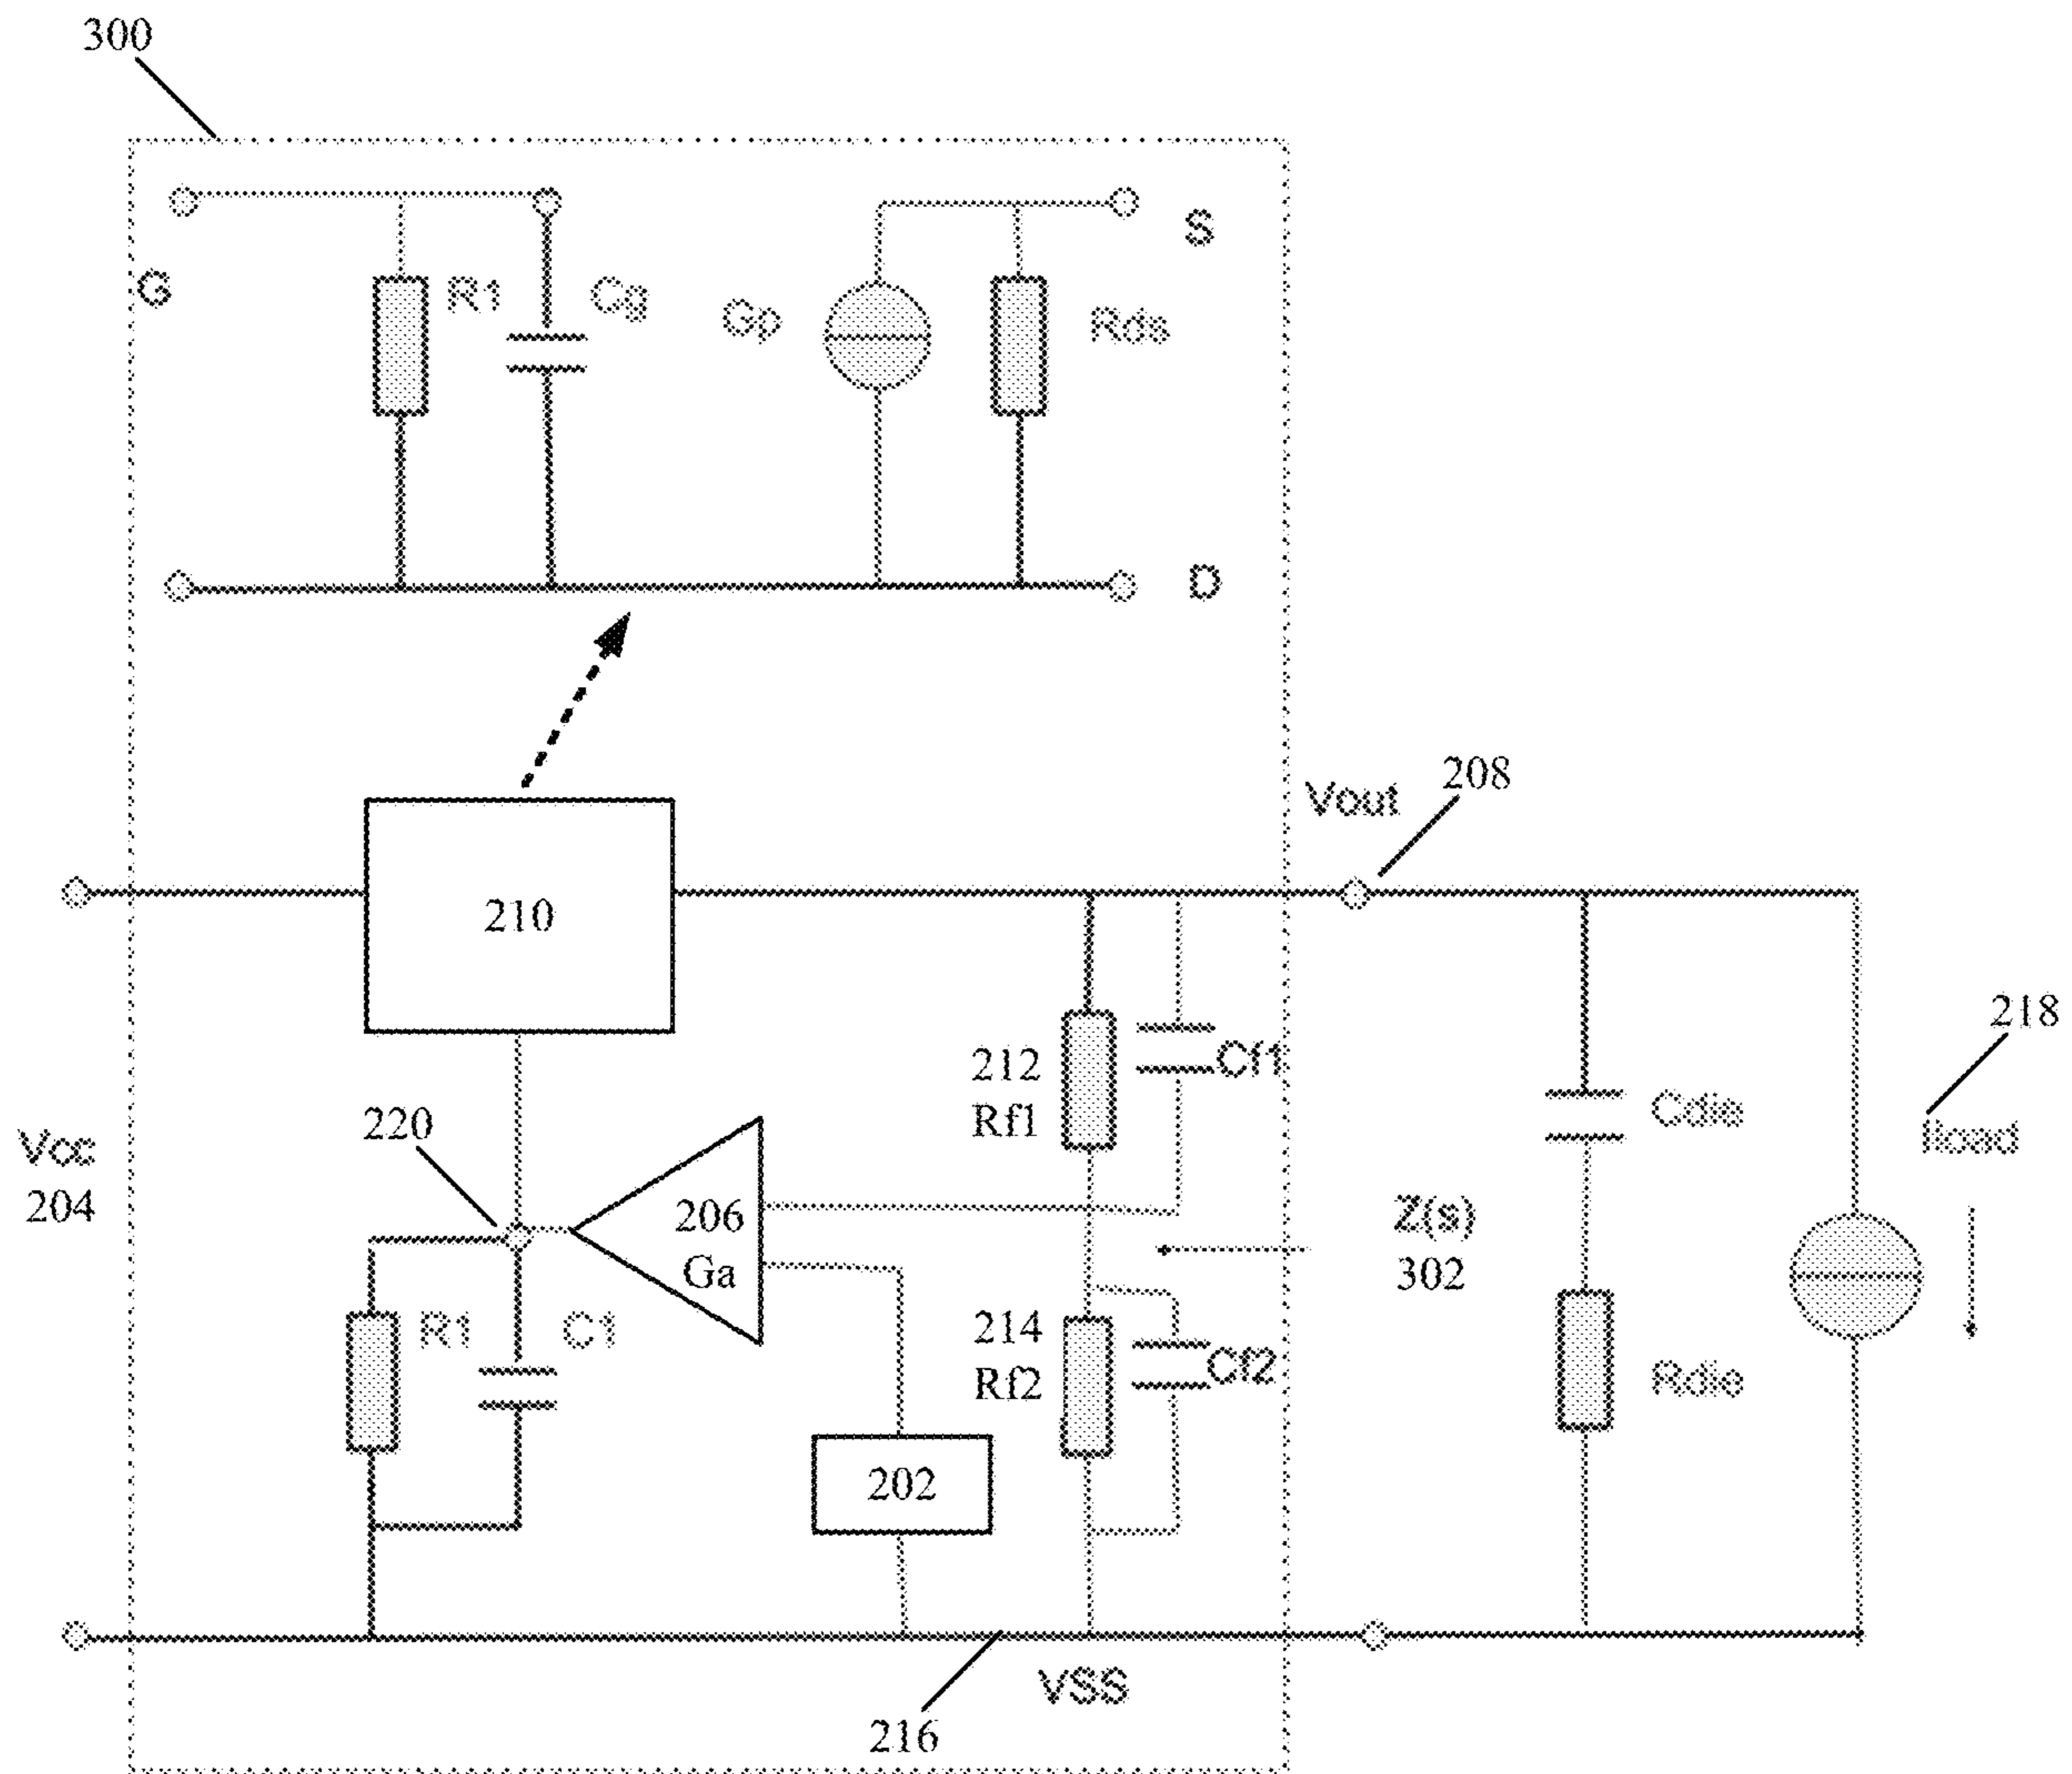 300
S
G
R1
Cg
Gp
Rds
D
208
Vout
210
218
212
Rf1
Cf1
220
Cdie
Iload
Vcc
204
206
Ga
Z(s)
302
R1
C1
214
Rf2
Cf2
Rdie
202
VSS
216